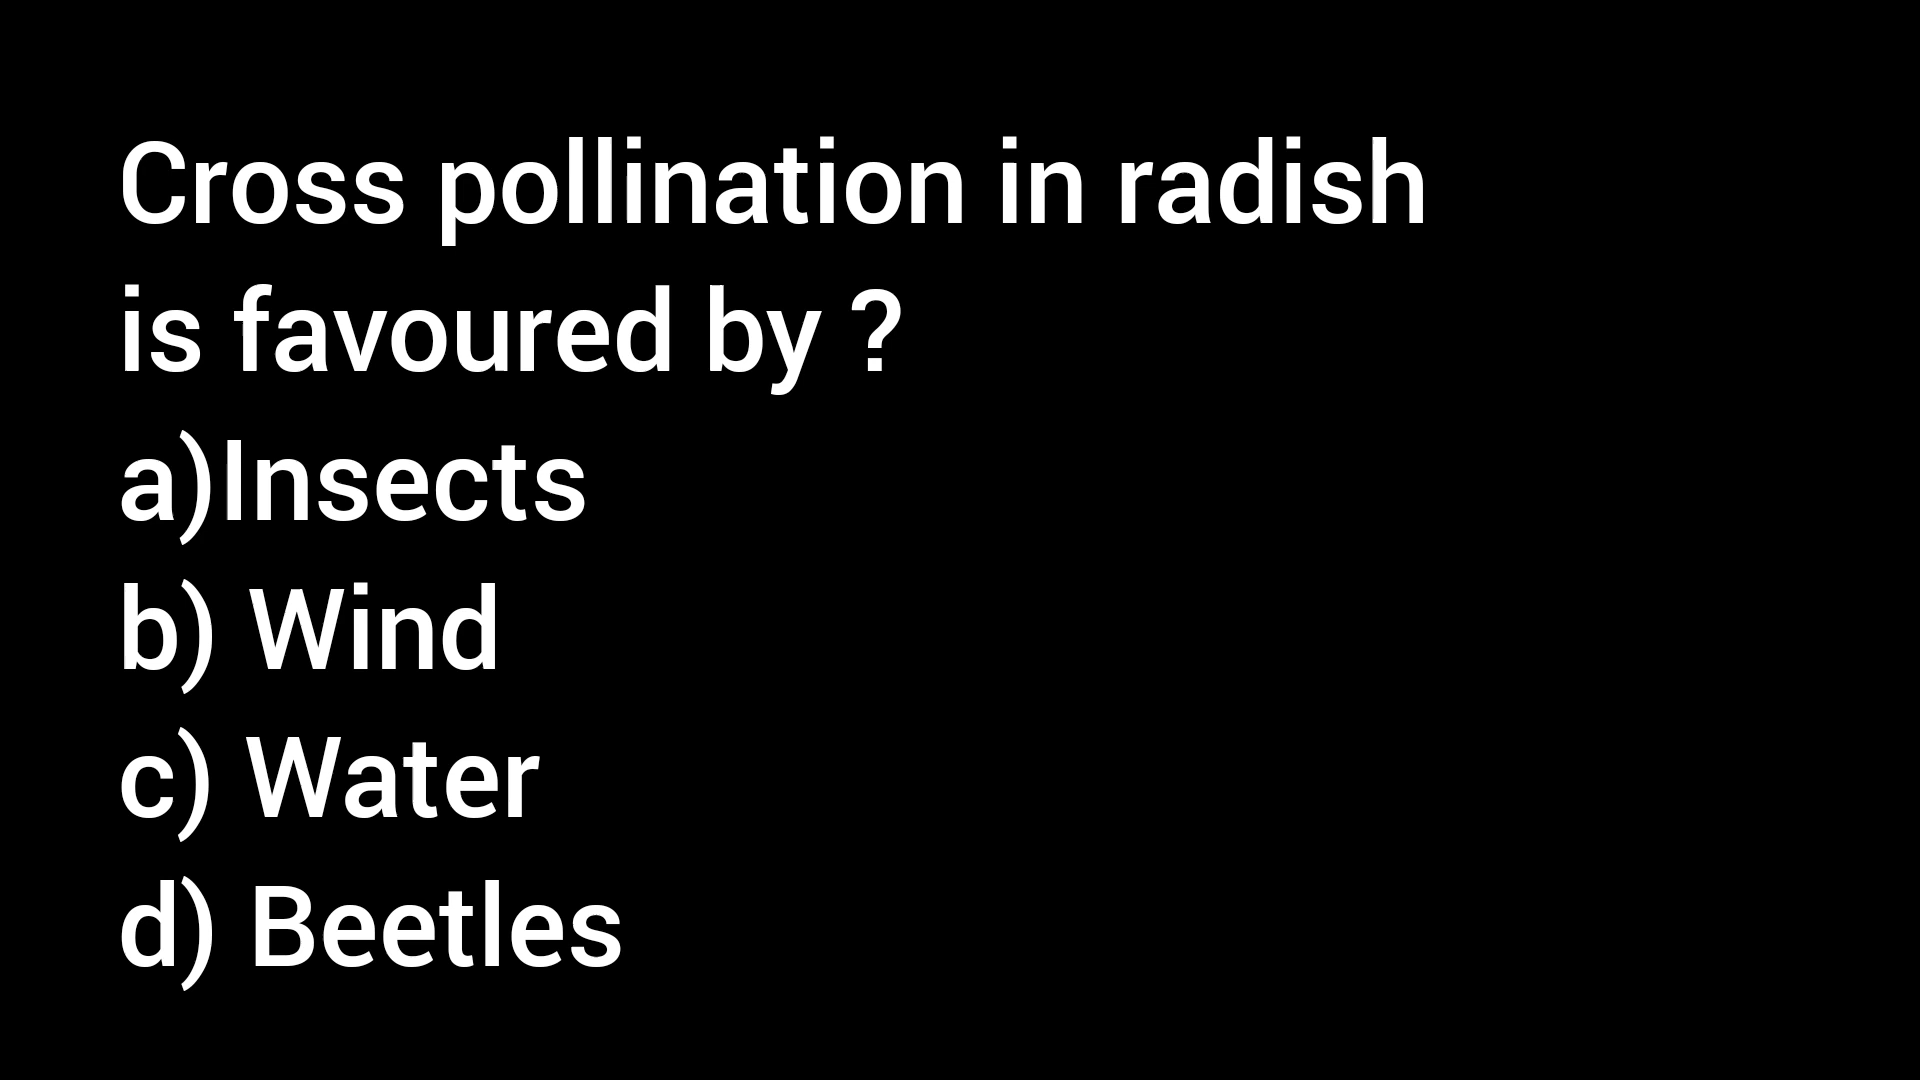 Cross pollination in radish
is favoured by ?
a)Insects
b) Wind
c) Water
d) Beetles